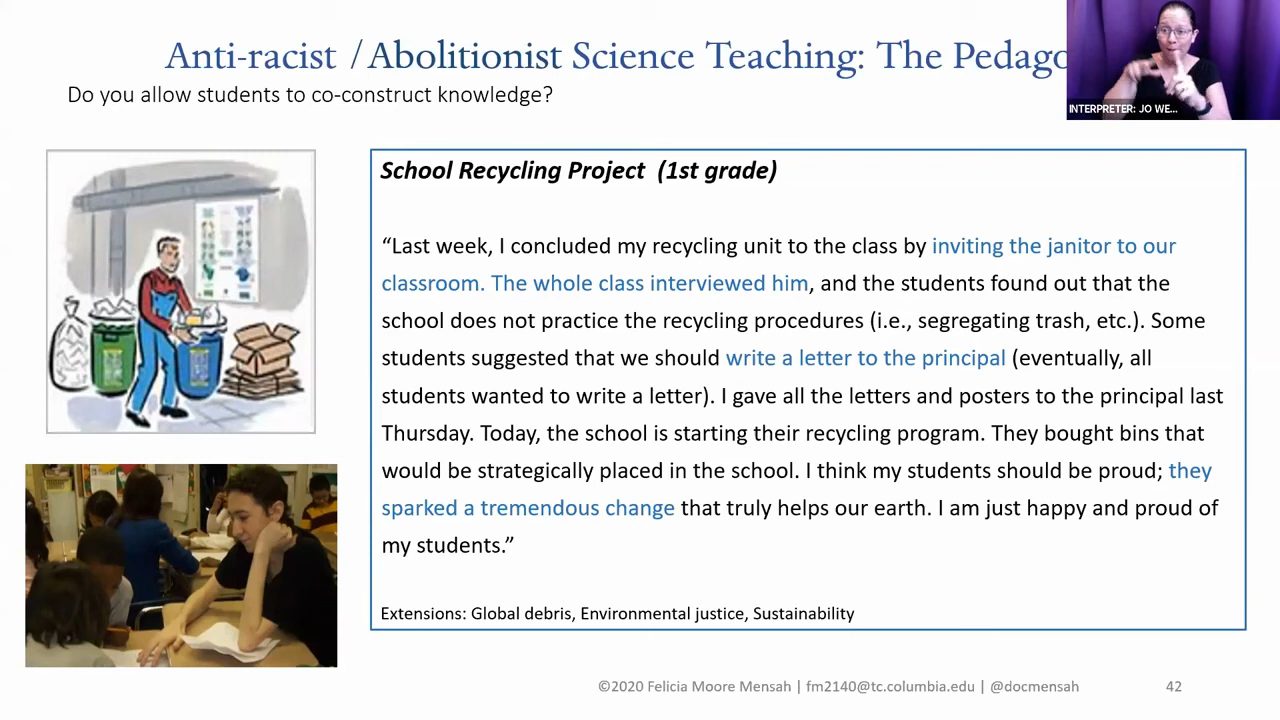 Anti-racist / Abolitionist Science Teaching: The Pedago
Do you allow students to co-construct knowledge?
INTERPRETER: JO WE...
School Recycling Project (1st grade)
“Last week, I concluded my recycling unit to the class by inviting the janitor to our
classroom. The whole class interviewed him, and the students found out that the
school does not practice the recycling procedures (i.e., segregating trash, etc.). Some
students suggested that we should write a letter to the principal (eventually, all
students wanted to write a letter). I gave all the letters and posters to the principal last
Thursday. Today, the school is starting their recycling program. They bought bins that
would be strategically placed in the school. I think my students should be proud; they
sparked a tremendous change that truly helps our earth. I am just happy and proud of
my students.”
Extensions: Global debris, Environmental justice, Sustainability
©2020 Felicia Moore Mensah | fm2140@tc.columbia.edu | @docmensah
42